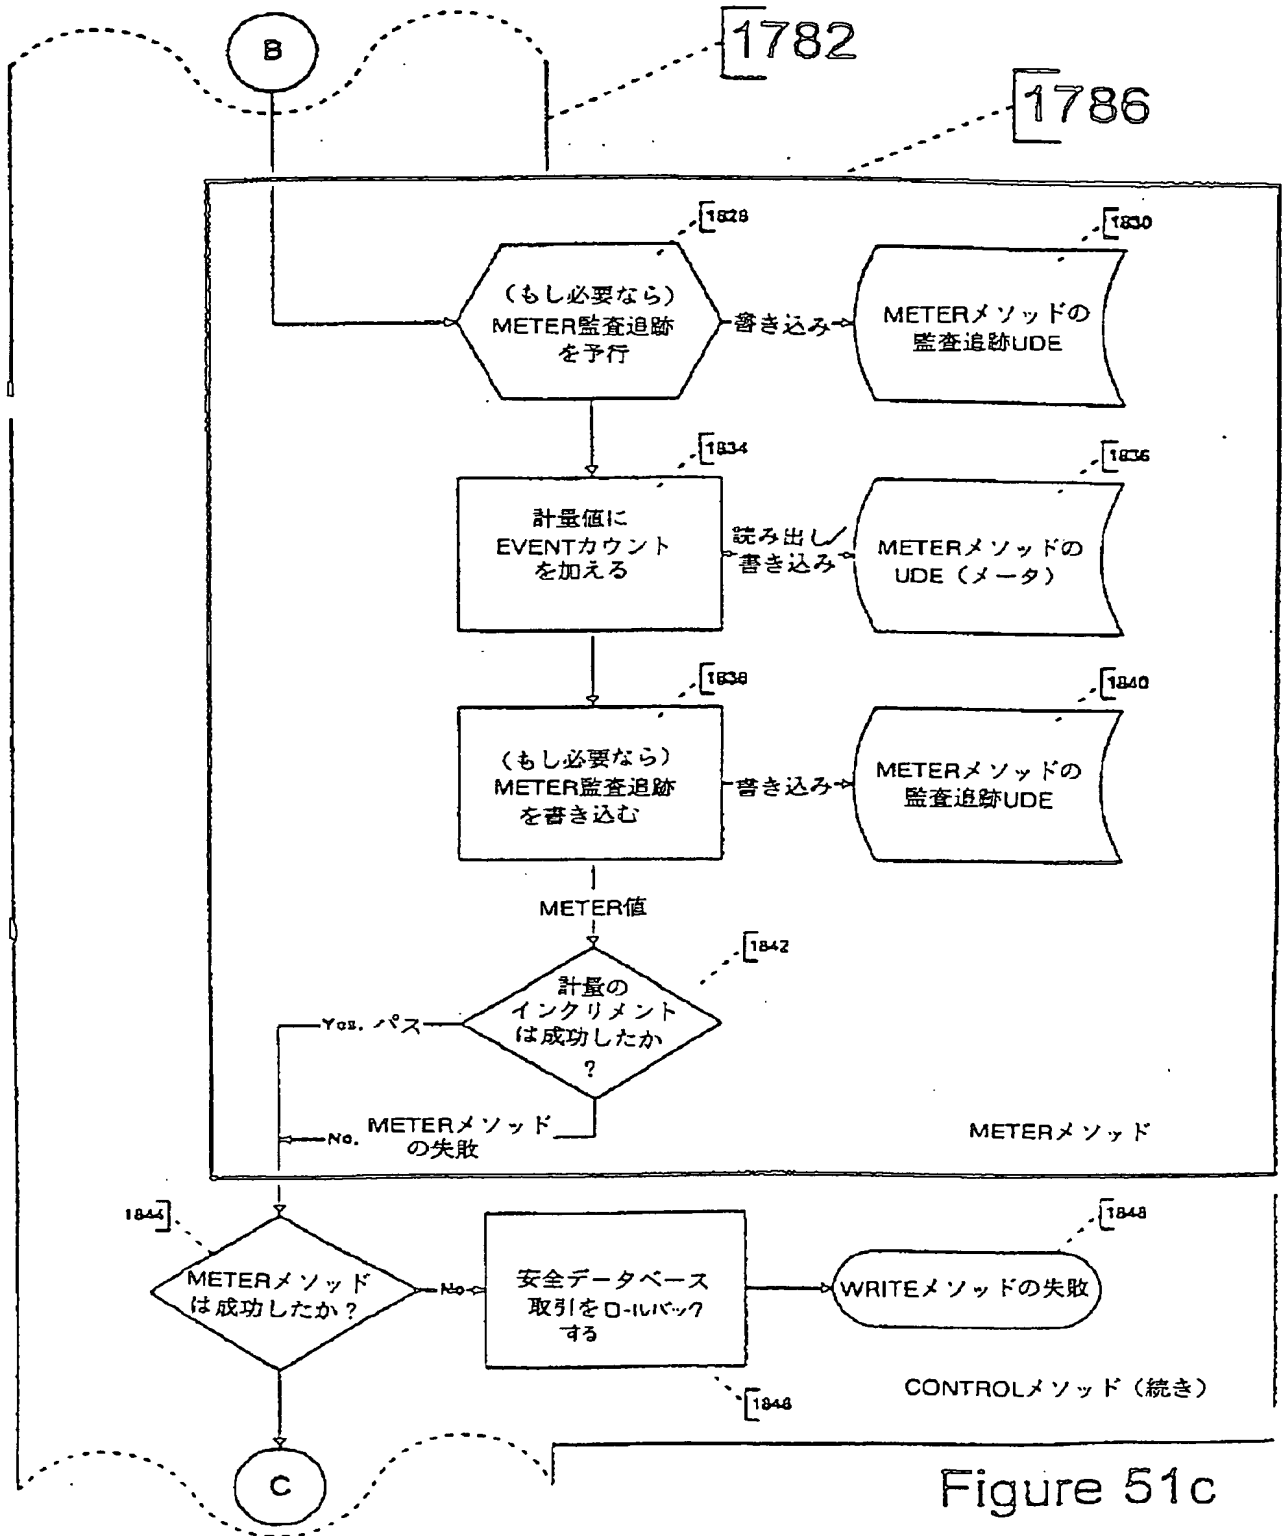 B
1782
1786
1828
(もし必要なら)
METER監査追跡
を予行
書き込み
1830
METERメソッドの
監査追跡UDE
1834
計量値に
EVENTカウント
を加える
読み出し/
書き込み
1836
METERメソッドの
UDE(メータ)
1838
(もし必要なら)
METER監査追跡
を書き込む
書き込み
1840
METERメソッドの
監査追跡UDE
METER値
1842
計量の
インクリメント
は成功したか
?
Yes. パス
No. METERメソッド
の失敗
METERメソッド
1844
METERメソッド
は成功したか?
No
安全データベース
取引をロールバック
する
1846
1848
WRITEメソッドの失敗
CONTROLメソッド(続き)
C
Figure 51c